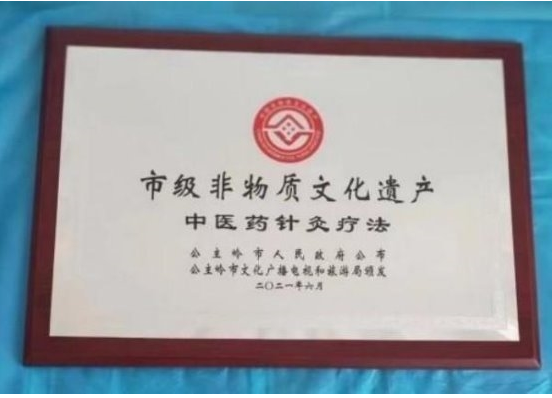 市级非物质文化遗产
中医药针灸疗法
公主岭市人民政府公布
公主岭市文化广播电视和旅游局颁发
二〇二一年六月